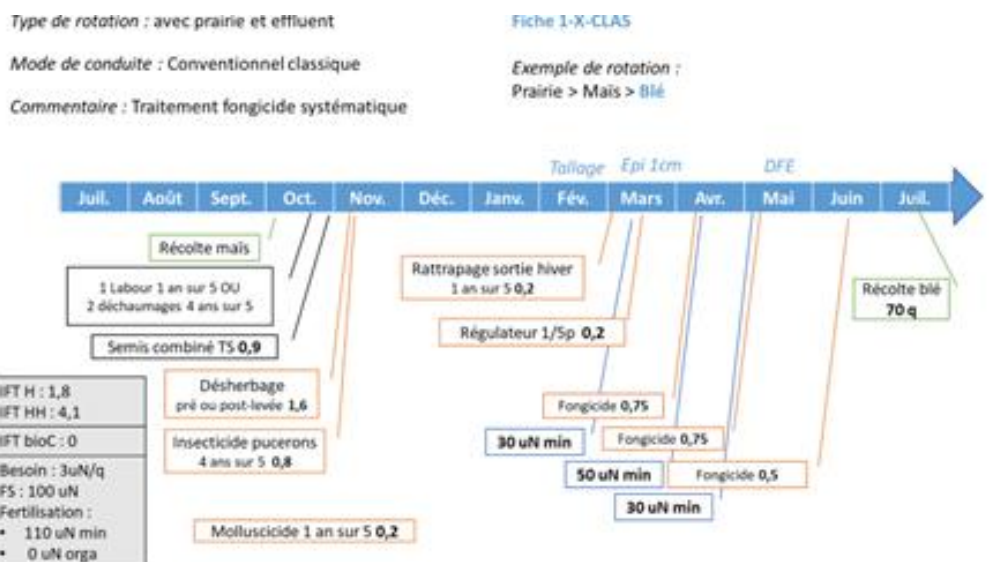 Type de rotation : avec prairie et effluent
Fiche 1-X-CLAS
Mode de conduite : Conventionnel classique
Exemple de rotation :
Prairie > Maïs > Blé
Commentaire : Traitement fongicide systématique
Tallage Epi 1cm DFE
Juil. Août Sept. Oct. Nov. Déc. Janv. Fév. Mars Avr. Mai Juin Juil.
Récolte maïs
1 Labour 1 an sur 5 OU
2 déchaumages 4 ans sur 5
Semis combiné TS 0,9
Désherbage
pré ou post-levée 1,6
Insecticide pucerons
4 ans sur 5 0,8
Molluscicide 1 an sur 5 0,2
Rattrapage sortie hiver
1 an sur 5 0,2
Régulateur 1/5p 0,2
Fongicide 0,75
30 uN min
Fongicide 0,75
50 uN min
Fongicide 0,5
30 uN min
Récolte blé
70 q
IFT H : 1,8
IFT HH : 4,1
IFT bioC : 0
Besoin : 3uN/q
FS : 100 uN
Fertilisation :
• 110 uN min
• 0 uN orga